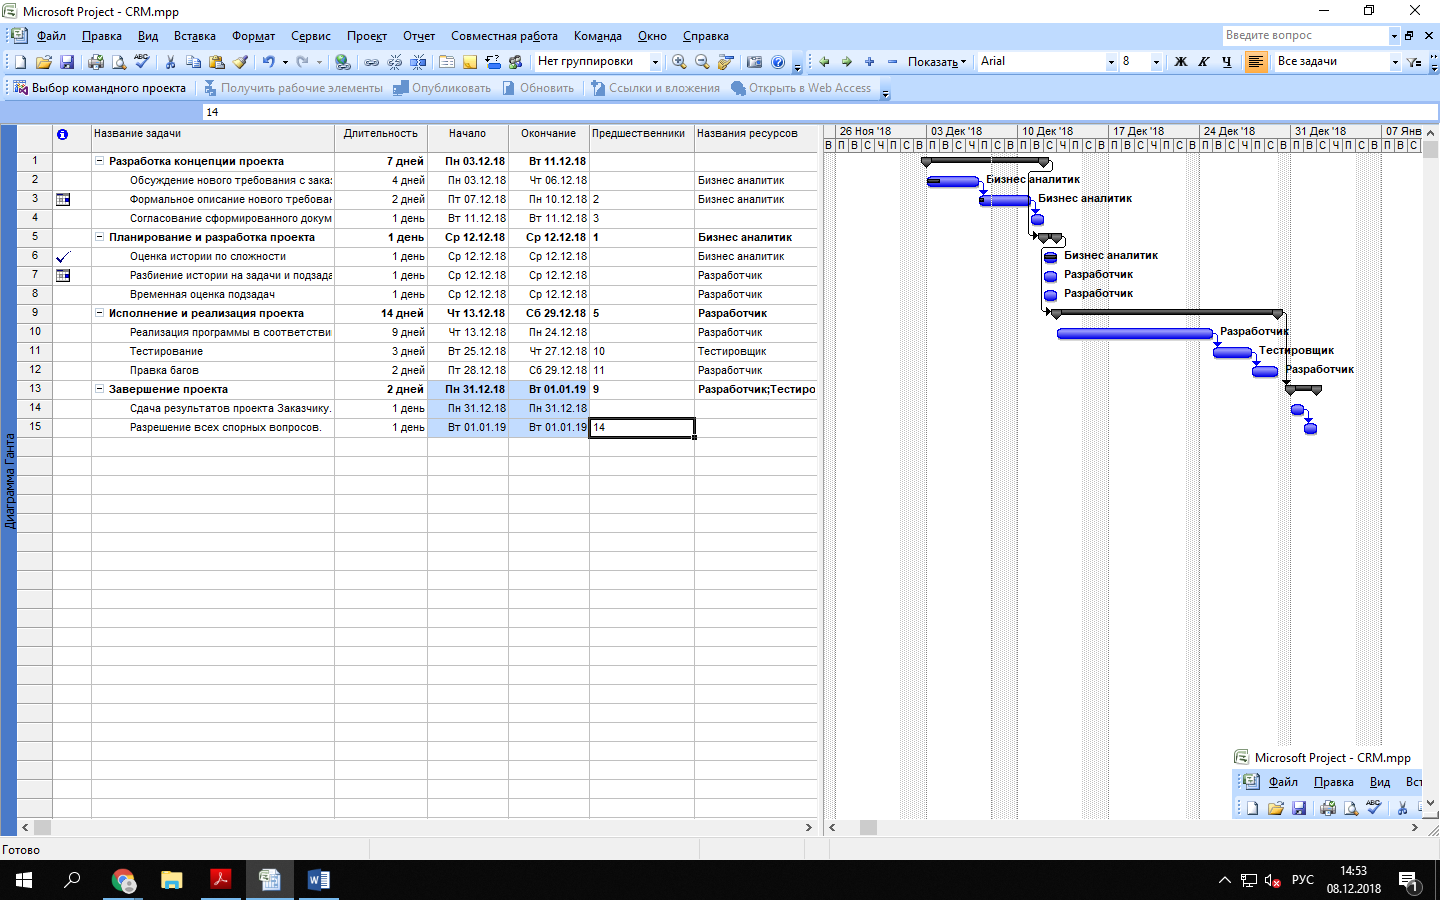 Microsoft Project - CRM.mpp
Файл Правка Вид Вставка Формат Сервис Проект Отчет Совместная работа Команда Окно Справка Введите вопрос
Нет группировки Показать Arial 8 Ж К Ч Все задачи
Выбор командного проекта Получить рабочие элементы Опубликовать Обновить Ссылки и вложения Открыть в Web Access
14
Название задачи Длительность Начало Окончание Предшественники Названия ресурсов
26 Ноя '18 03 Дек '18 10 Дек '18 17 Дек '18 24 Дек '18 31 Дек '18 07 Янв
В П В С Ч П С В П В С Ч П С В П В С Ч П С В П В С Ч П С В П В С Ч П С В П В С Ч П С В П В С
1 Разработка концепции проекта 7 дней Пн 03.12.18 Вт 11.12.18
2 Обсуждение нового требования с зака: 4 дней Пн 03.12.18 Чт 06.12.18 Бизнес аналитик
Бизнес аналитик
3 Формальное описание нового требован 2 дней Пт 07.12.18 Пн 10.12.18 2 Бизнес аналитик
Бизнес аналитик
4 Согласование сформированного докум 1 день Вт 11.12.18 Вт 11.12.18 3
5 Планирование и разработка проекта 1 день Ср 12.12.18 Ср 12.12.18 1 Бизнес аналитик
6 Оценка истории по сложности 1 день Ср 12.12.18 Ср 12.12.18 Бизнес аналитик
Бизнес аналитик
7 Разбиение истории на задачи и подзада 1 день Ср 12.12.18 Ср 12.12.18 Разработчик
Разработчик
8 Временная оценка подзадач 1 день Ср 12.12.18 Ср 12.12.18 Разработчик
Разработчик
9 Исполнение и реализация проекта 14 дней Чт 13.12.18 Сб 29.12.18 5 Разработчик
10 Реализация программы в соответстви 9 дней Чт 13.12.18 Пн 24.12.18 Разработчик
Разработчик
11 Тестирование 3 дней Вт 25.12.18 Чт 27.12.18 10 Тестировщик
Тестировщик
12 Правка багов 2 дней Пт 28.12.18 Сб 29.12.18 11 Разработчик
Разработчик
13 Завершение проекта 2 дней Пн 31.12.18 Вт 01.01.19 9 Разработчик;Тестиро
14 Сдача результатов проекта Заказчику. 1 день Пн 31.12.18 Пн 31.12.18
15 Разрешение всех спорных вопросов. 1 день Вт 01.01.19 Вт 01.01.19 14
Диаграмма Ганта
Microsoft Project - CRM.mpp
Файл Правка Вид Вст
Готово
РУС
14:53
08.12.2018
1